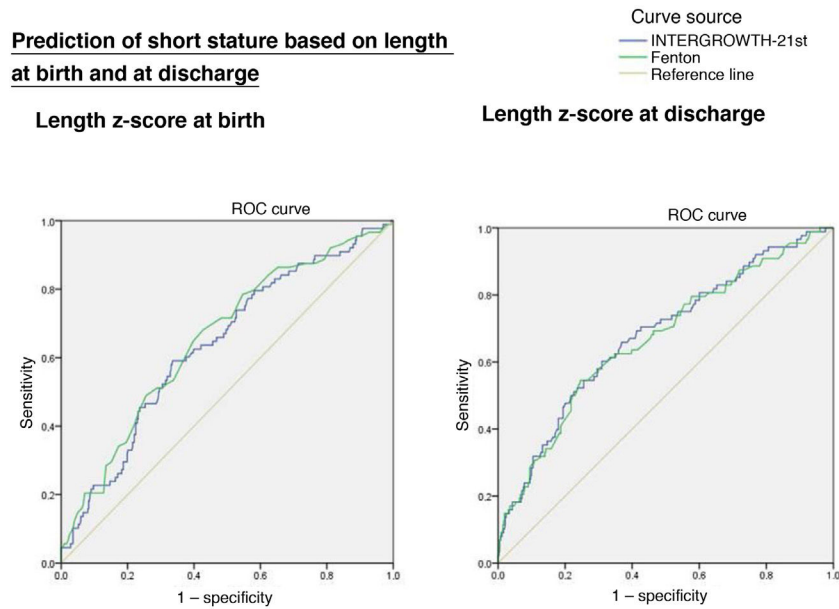 Prediction of short stature based on length
at birth and at discharge
Curve source
INTERGROWTH-21st
Fenton
Reference line
Length z-score at birth
Length z-score at discharge
ROC curve
1.0
0.8
0.6
0.4
0.2
0.0
Sensitivity
0.0 0.2 0.4 0.6 0.8 1.0
1 – specificity
ROC curve
1.0
0.8
0.6
0.4
0.2
0.0
Sensitivity
0.0 0.2 0.4 0.6 0.8 1.0
1 – specificity